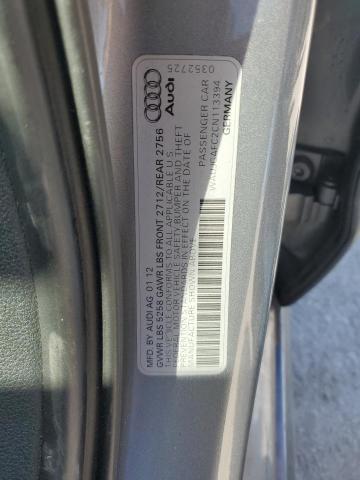 Audi
0352725
MFD. BY AUDI AG 01 12
GVWR LBS 5258 GAWR LBS FRONT 2712/REAR 2756
THIS VEHICLE CONFORMS TO ALL APPLICABLE U.S.
FEDERAL MOTOR VEHICLE SAFETY BUMPER AND THEFT PREVENTION
STANDARDS IN EFFECT ON THE DATE OF
MANUFACTURE SHOWN ABOVE.
PASSENGER CAR
GERMANY